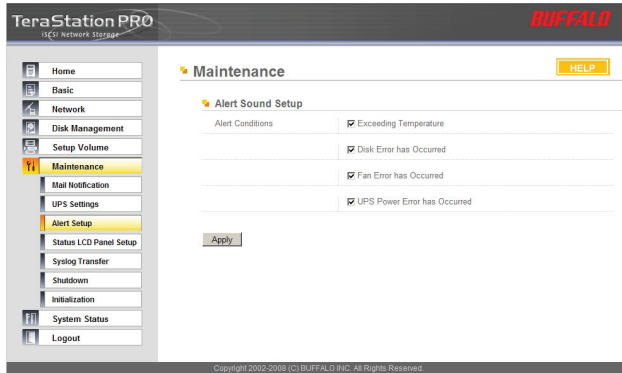 TeraStation PRO
iSCSI Network Storage
BUFFALO
Home
Basic
Network
Disk Management
Setup Volume
Maintenance
Mail Notification
UPS Settings
Alert Setup
Status LCD Panel Setup
Syslog Transfer
Shutdown
Initialization
System Status
Logout
Maintenance
HELP
Alert Sound Setup
Alert Conditions
Exceeding Temperature
Disk Error has Occurred
Fan Error has Occurred
UPS Power Error has Occurred
Apply
Copyright 2002-2008 (C) BUFFALO INC. All Rights Reserved.